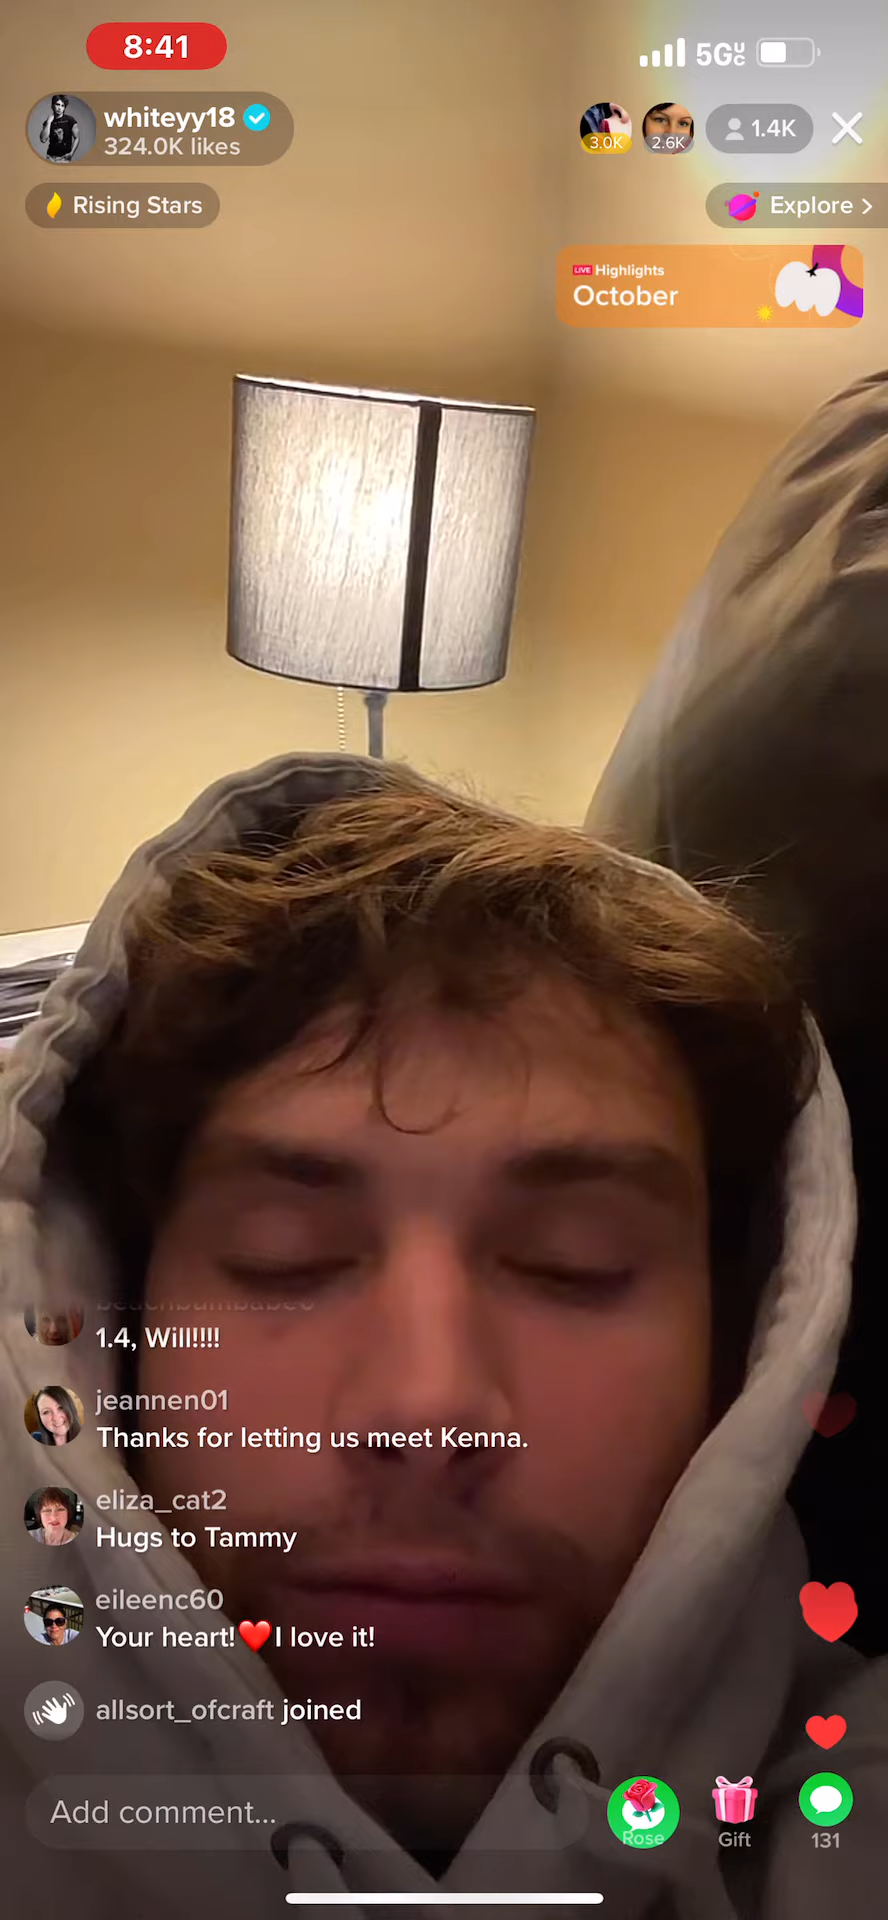 8:41
5G UC
whiteyy18
324.0K likes
3.0K
2.6K
1.4K
Rising Stars
Explore >
LIVE Highlights
October
1.4, Will!!!!
jeannen01
Thanks for letting us meet Kenna.
eliza_cat2
Hugs to Tammy
eileenc60
Your heart!❤️I love it!
allsort_ofcraft joined
Add comment...
Rose
Gift
131